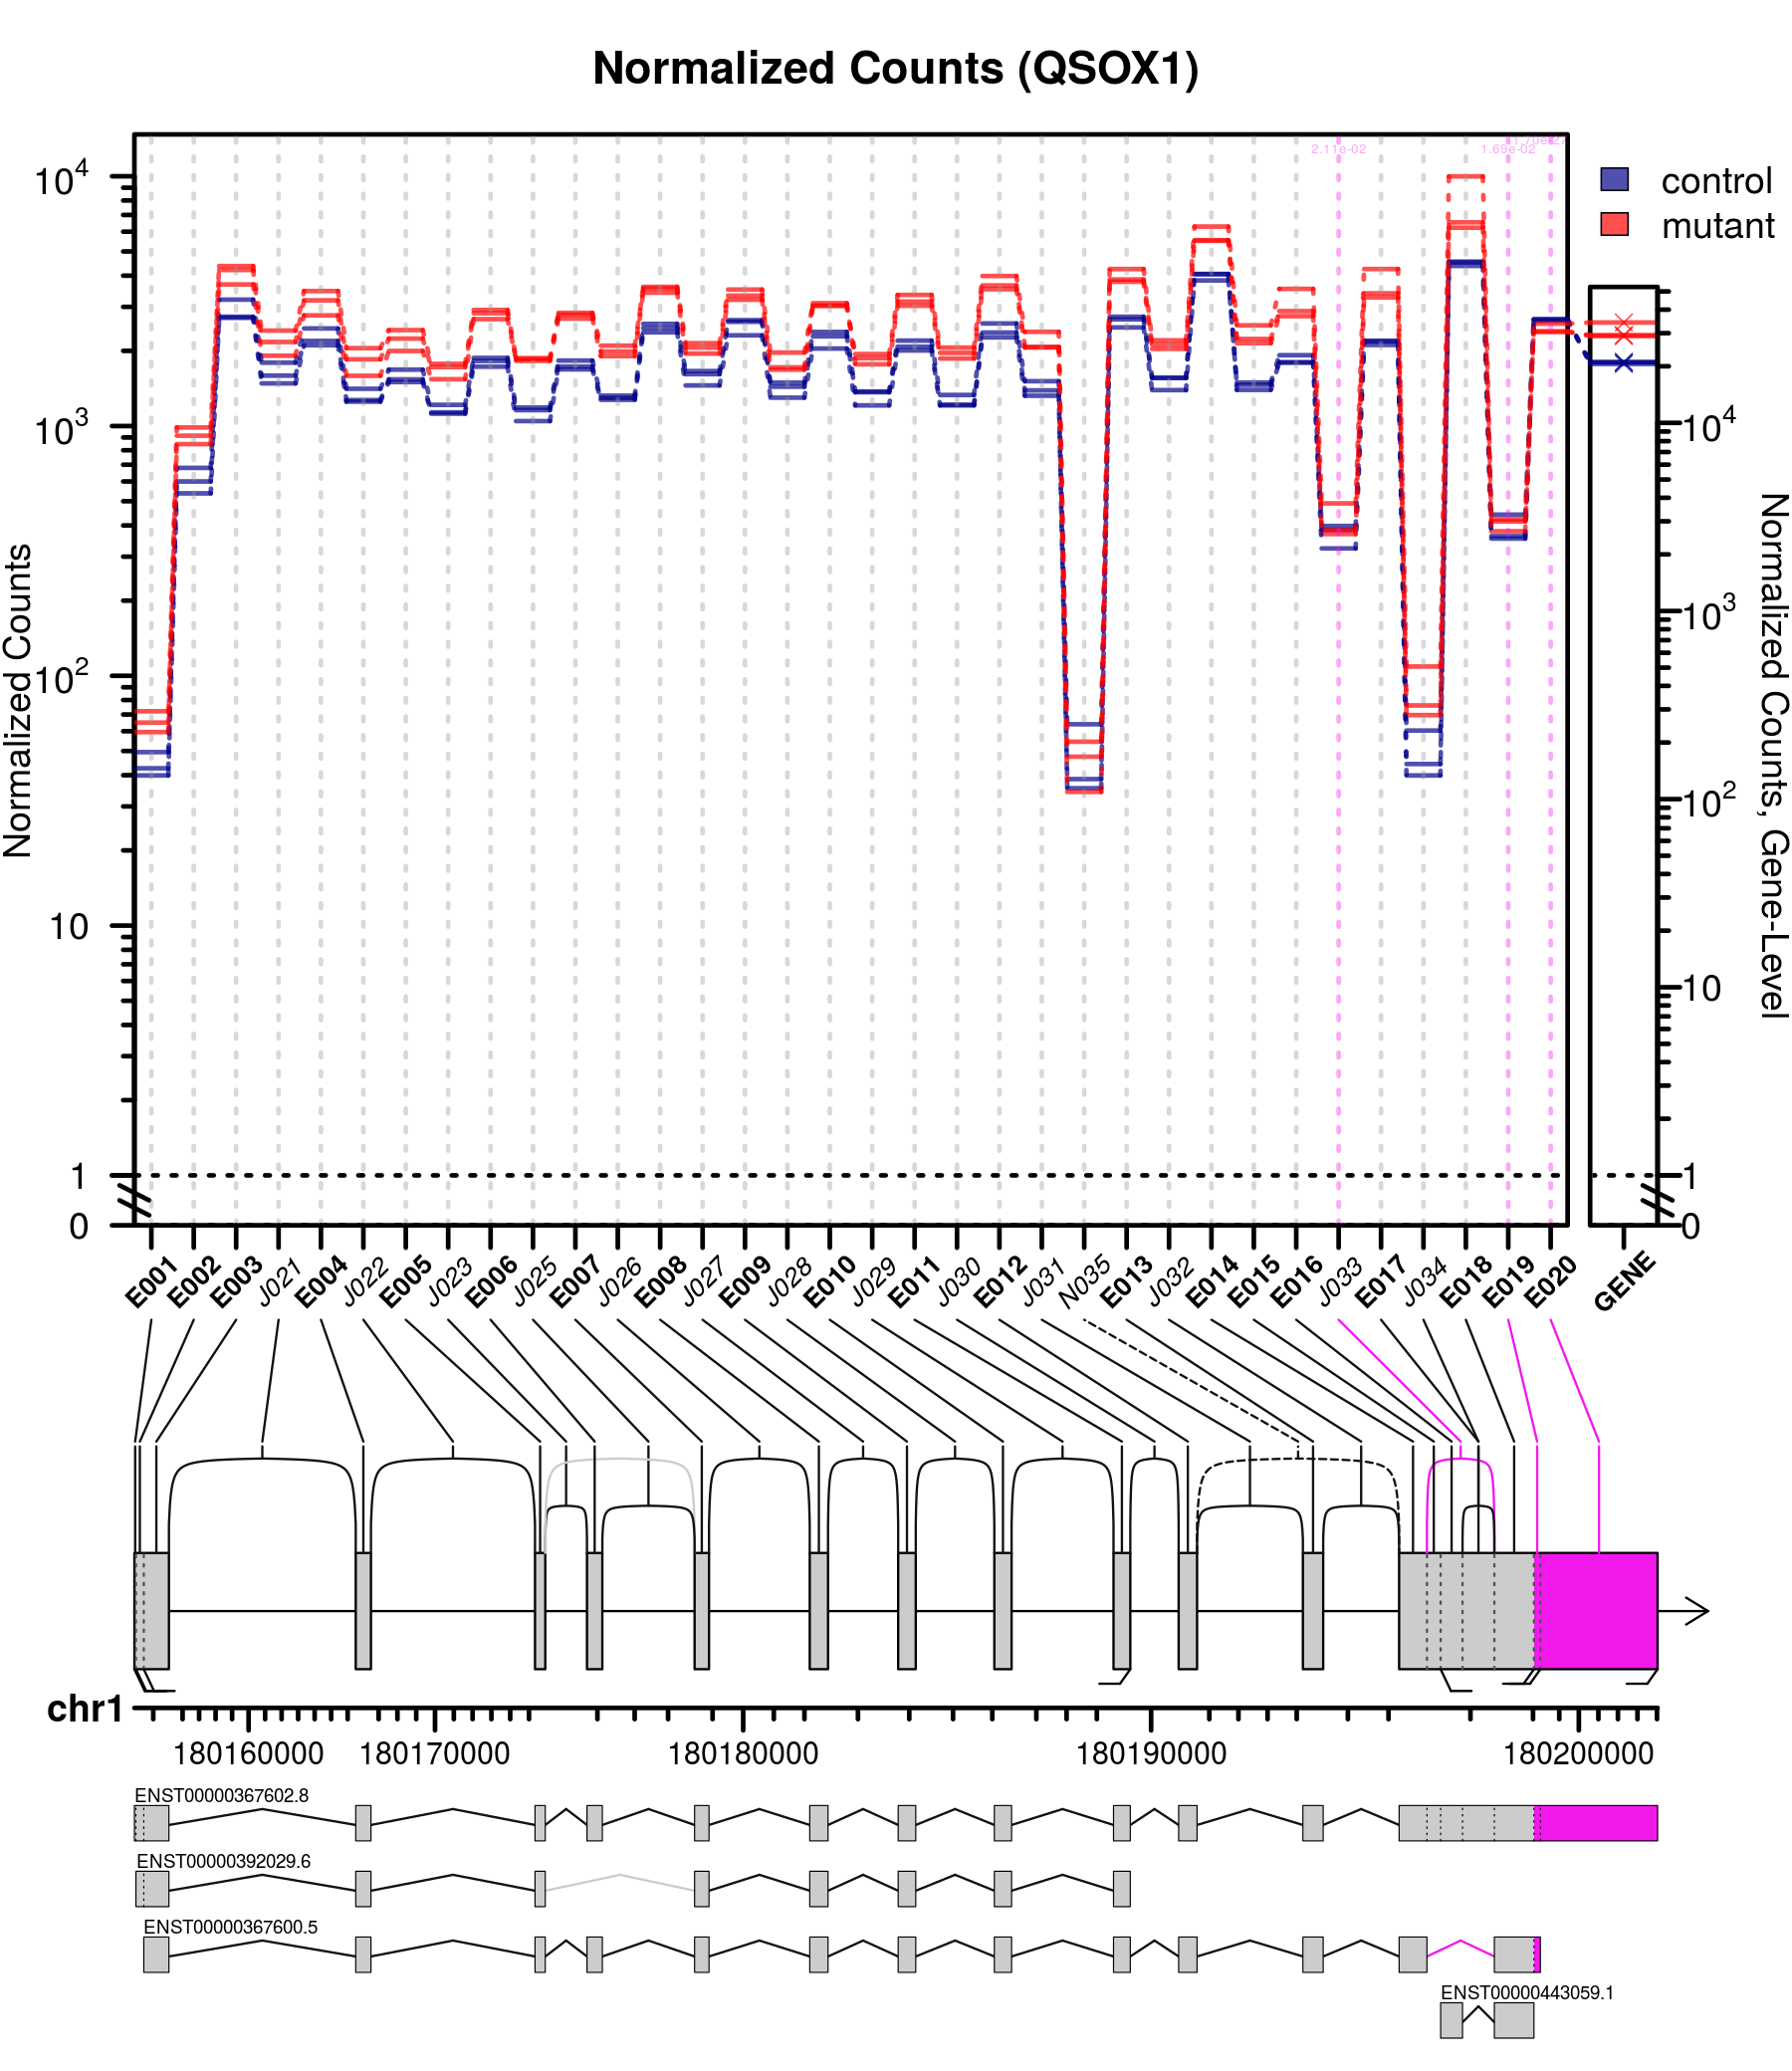 Normalized Counts (QSOX1)
2.11e-02
1.69e-02
control
mutant
10^4
10^3
10^2
10
1
0
Normalized Counts
10^4
10^3
10^2
10
1
0
Normalized Counts, Gene-Level
E001 E002 E003 J021 E004 J022 E005 J023 E006 J025 E007 J026 E008 J027 E009 J028 E010 J029 E011 J030 E012 J031 N035 E013 J032 E014 E015 E016 J033 E017 J034 E018 E019 E020 GENE
chr1
180160000 180170000 180180000 180190000 180200000
ENST00000367602.8
ENST00000392029.6
ENST00000367600.5
ENST00000443059.1